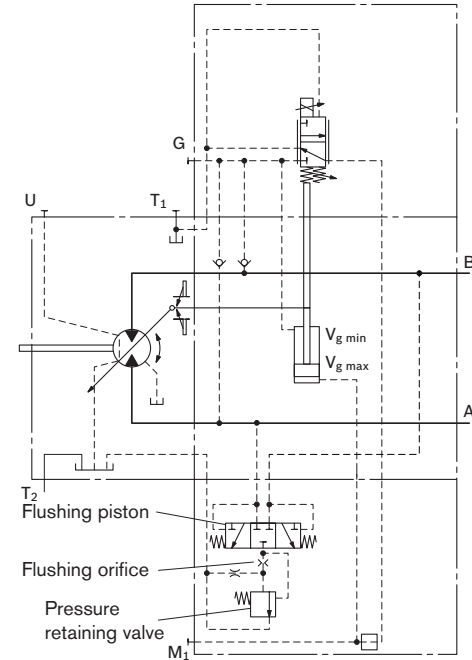 G
U
T1
B
Vg min
Vg max
A
T2
Flushing piston
Flushing orifice
Pressure
retaining valve
M1